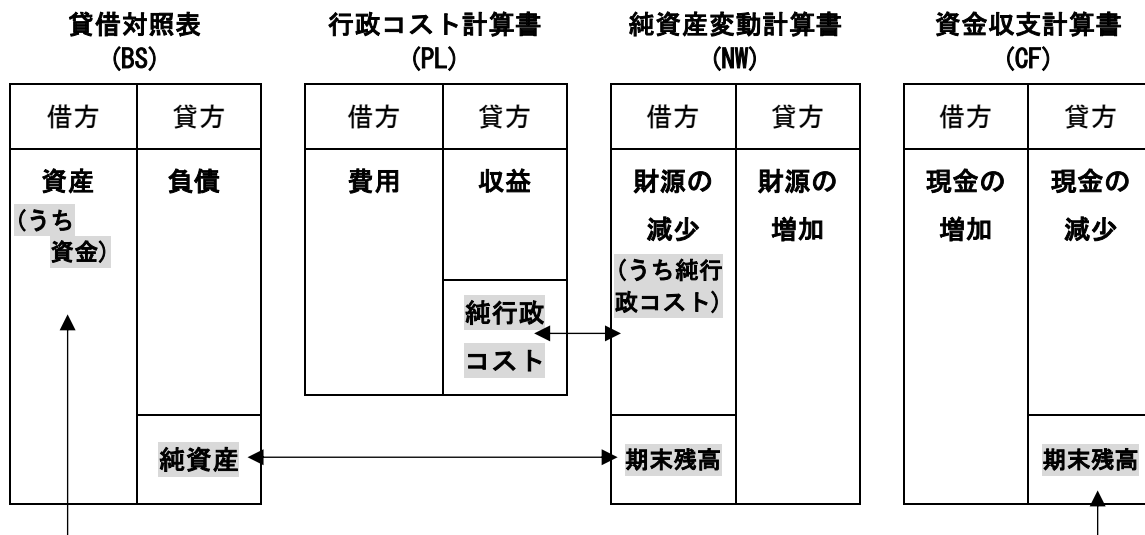 貸借対照表
(BS)
借方
貸方
資産
(うち
資金)
負債
純資産
行政コスト計算書
(PL)
借方
貸方
費用
収益
純行政
コスト
純資産変動計算書
(NW)
借方
貸方
財源の
減少
(うち純行
政コスト)
期末残高
財源の
増加
資金収支計算書
(CF)
借方
貸方
現金の
増加
現金の
減少
期末残高